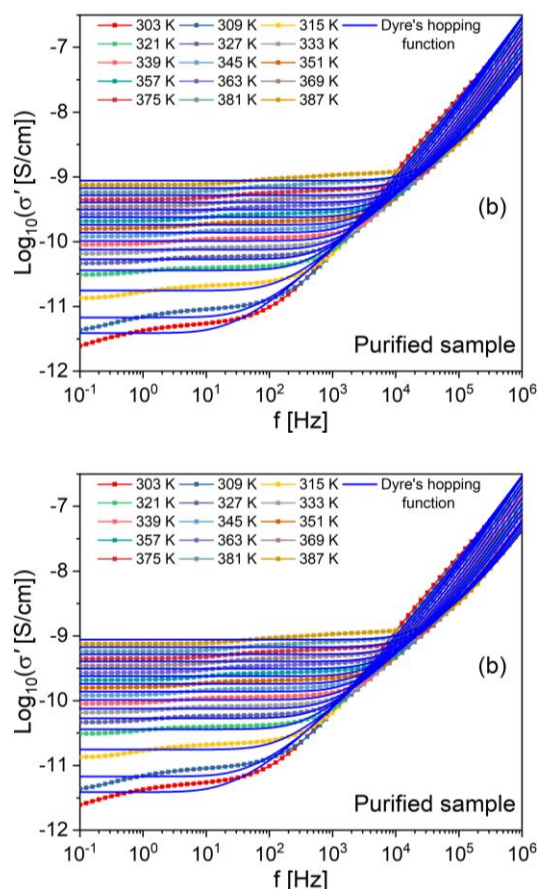 303 K 309 K 315 K Dyre's hopping
321 K 327 K 333 K function
339 K 345 K 351 K
357 K 363 K 369 K
375 K 381 K 387 K
-7
-8
-9
-10
-11
-12
Log₁₀(σ′ [S/cm])
(b)
Purified sample
10⁻¹ 10⁰ 10¹ 10² 10³ 10⁴ 10⁵ 10⁶
f [Hz]
303 K 309 K 315 K Dyre's hopping
321 K 327 K 333 K function
339 K 345 K 351 K
357 K 363 K 369 K
375 K 381 K 387 K
-7
-8
-9
-10
-11
-12
Log₁₀(σ′ [S/cm])
(b)
Purified sample
10⁻¹ 10⁰ 10¹ 10² 10³ 10⁴ 10⁵ 10⁶
f [Hz]